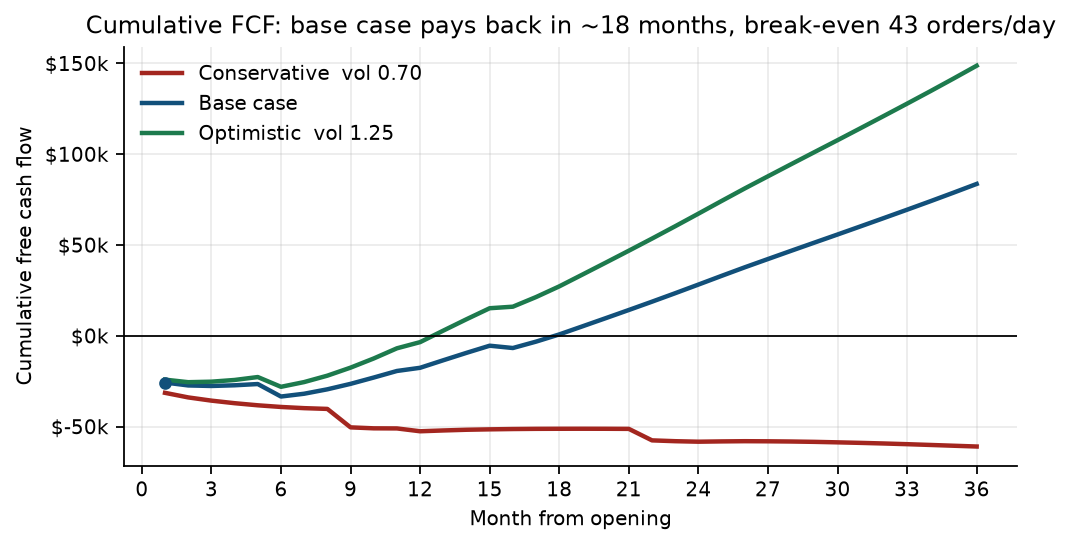 Cumulative FCF: base case pays back in ~18 months, break-even 43 orders/day
Conservative  vol 0.70
Base case
Optimistic  vol 1.25
Cumulative free cash flow
$150k
$100k
$50k
$0k
$-50k
0 3 6 9 12 15 18 21 24 27 30 33 36
Month from opening